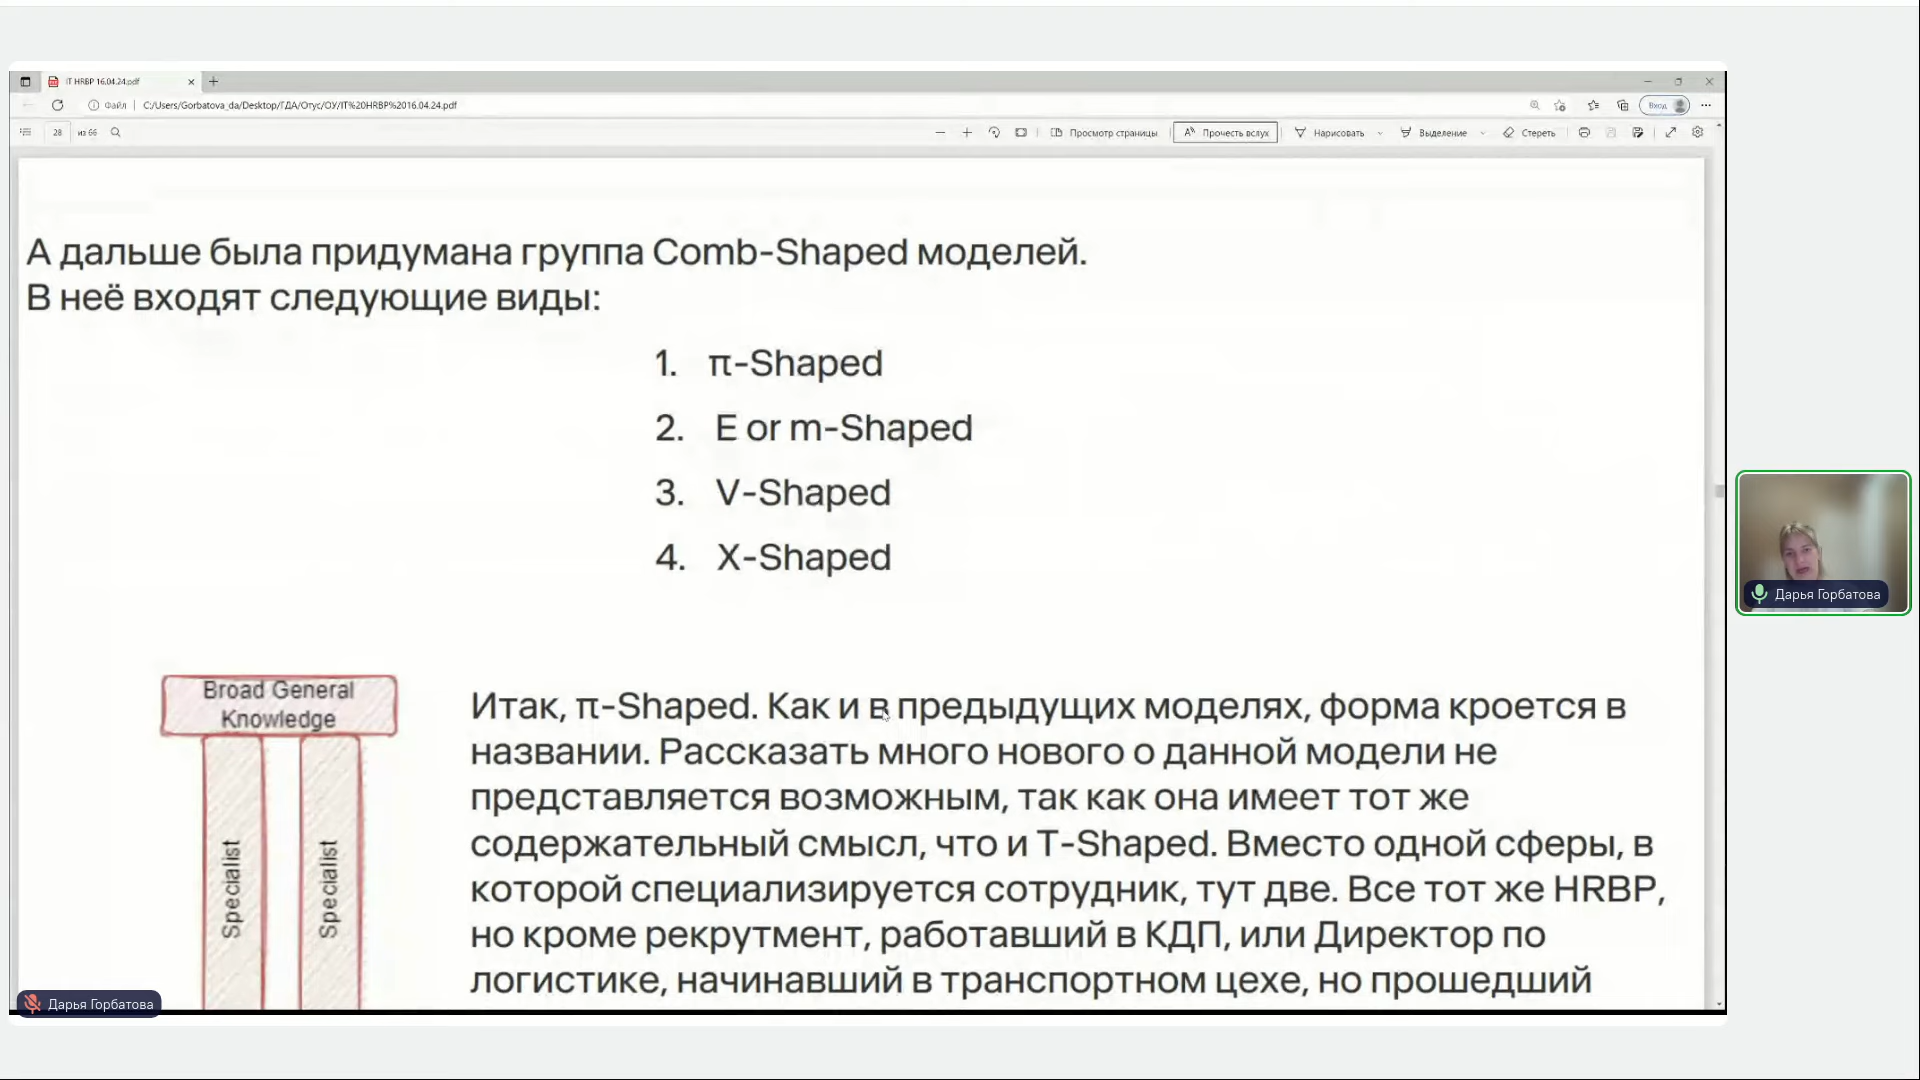 IT HRBP 16.04.24.pdf
Файл
C:/Users/Gorbatova_da/Desktop/ГДА/Отус/ОУ/IT%20HRBP%2016.04.24.pdf
Вход
28 из 66
Просмотр страницы
Прочесть вслух
Нарисовать
Выделение
Стереть
А дальше была придумана группа Comb-Shaped моделей.
В неё входят следующие виды:
1. π-Shaped
2. E or m-Shaped
3. V-Shaped
4. X-Shaped
Broad General
Knowledge
Specialist
Specialist
Итак, π-Shaped. Как и в предыдущих моделях, форма кроется в
названии. Рассказать много нового о данной модели не
представляется возможным, так как она имеет тот же
содержательный смысл, что и T-Shaped. Вместо одной сферы, в
которой специализируется сотрудник, тут две. Все тот же HRBP,
но кроме рекрутмент, работавший в КДП, или Директор по
логистике, начинавший в транспортном цехе, но прошедший
Дарья Горбатова
Дарья Горбатова